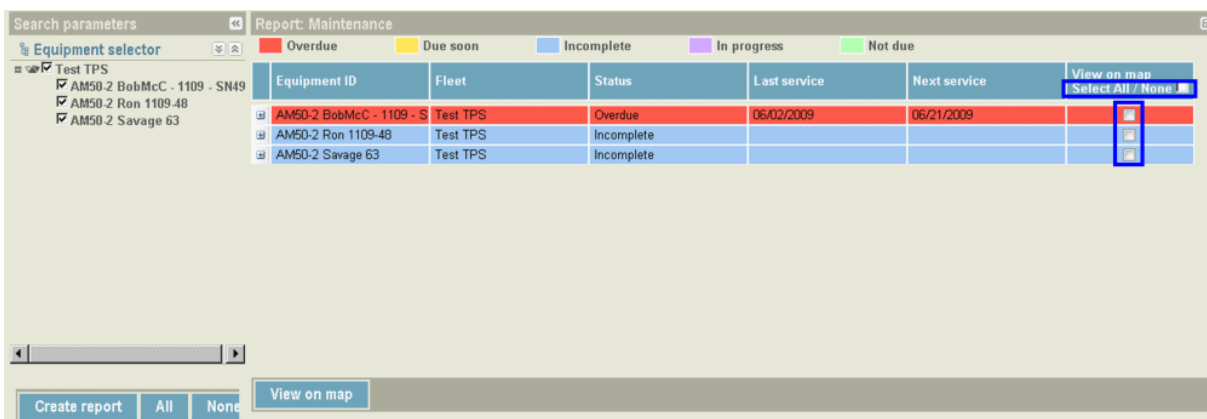 Search parameters
Equipment selector
Test TPS
AM50-2 BobMcC - 1109 - SN49
AM50-2 Ron 1109-48
AM50-2 Savage 63
Create report All None
Report: Maintenance
Overdue Due soon Incomplete In progress Not due
Equipment ID Fleet Status Last service Next service View on map
Select All / None
AM50-2 BobMcC - 1109 - S Test TPS Overdue 06/02/2009 06/21/2009
AM50-2 Ron 1109-48 Test TPS Incomplete
AM50-2 Savage 63 Test TPS Incomplete
View on map